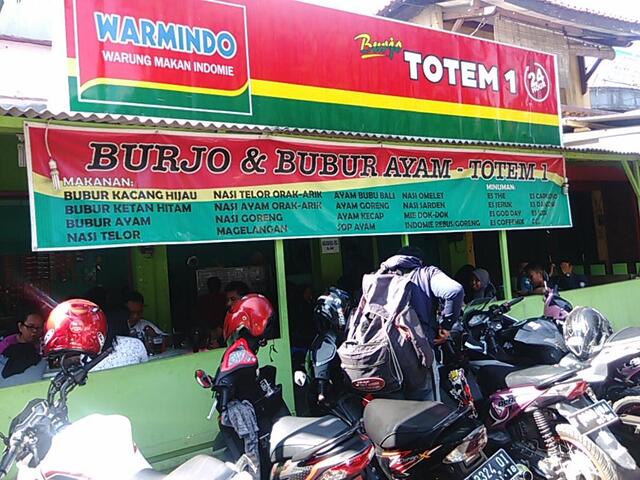 WARMINDO
WARUNG MAKAN INDOMIE
Burjo
TOTEM 1
24
BURJO & BUBUR AYAM - TOTEM 1
MAKANAN:
BUBUR KACANG HIJAU
BUBUR KETAN HITAM
BUBUR AYAM
NASI TELOR
NASI TELOR ORAK-ARIK
NASI AYAM ORAK-ARIK
NASI GORENG
MAGELANGAN
AYAM BUBU BALI
AYAM GORENG
AYAM KECAP
SOP AYAM
NASI OMELET
NASI SARDEN
MIE DOK-DOK
INDOMIE REBUS/GORENG
MINUMAN:
ES THE
ES JERUK
ES GOD DAY
ES COFFEMIX